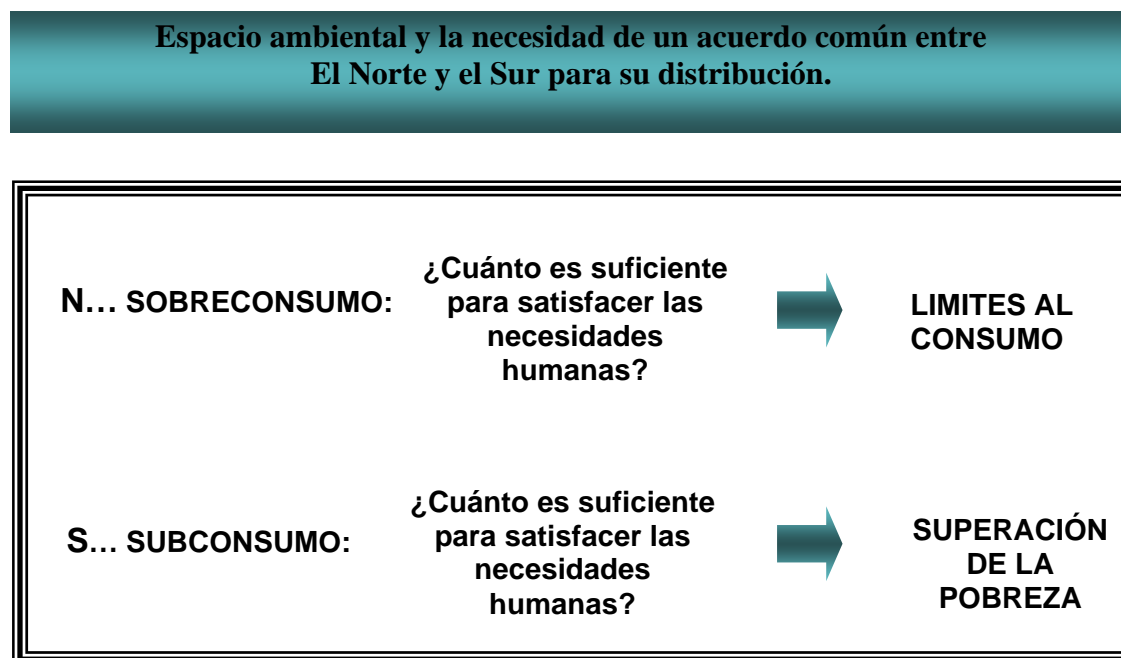 Espacio ambiental y la necesidad de un acuerdo común entre
El Norte y el Sur para su distribución.
N… SOBRECONSUMO:
¿Cuánto es suficiente
para satisfacer las
necesidades
humanas?
LIMITES AL
CONSUMO
S… SUBCONSUMO:
¿Cuánto es suficiente
para satisfacer las
necesidades
humanas?
SUPERACIÓN
DE LA
POBREZA